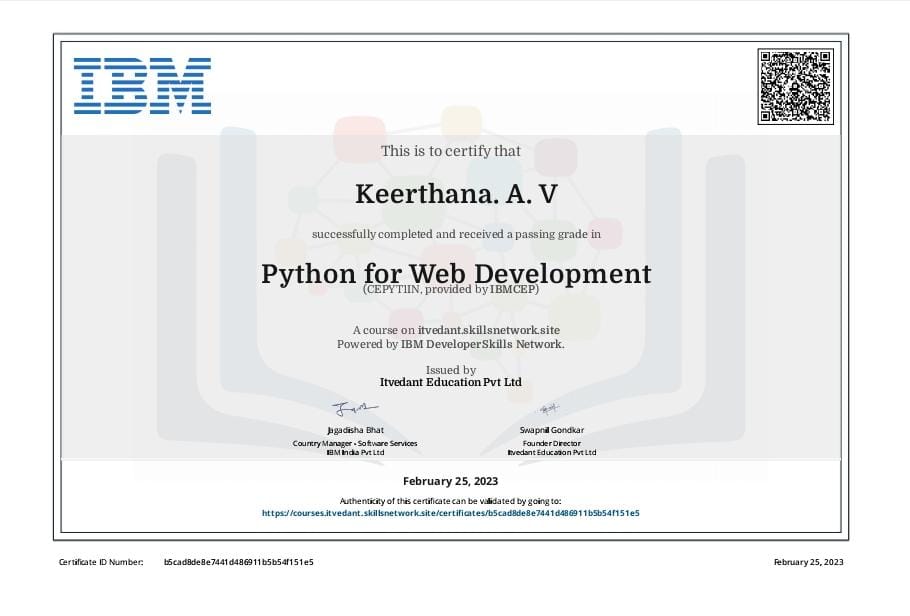 IBM
This is to certify that
Keerthana. A. V
successfully completed and received a passing grade in
Python for Web Development
(CEPYT1IN, provided by IBMCEP)
A course on itvedant.skillsnetwork.site
Powered by IBM Developer Skills Network.
Issued by
Itvedant Education Pvt Ltd
Jagadisha Bhat
Country Manager - Software Services
IBM India Pvt Ltd
Swapnil Gondkar
Founder Director
Itvedant Education Pvt Ltd
February 25, 2023
Authenticity of this certificate can be validated by going to:
https://courses.itvedant.skillsnetwork.site/certificates/b5cad8de8e7441d486911b5b54f151e5
Certificate ID Number: b5cad8de8e7441d486911b5b54f151e5
February 25, 2023